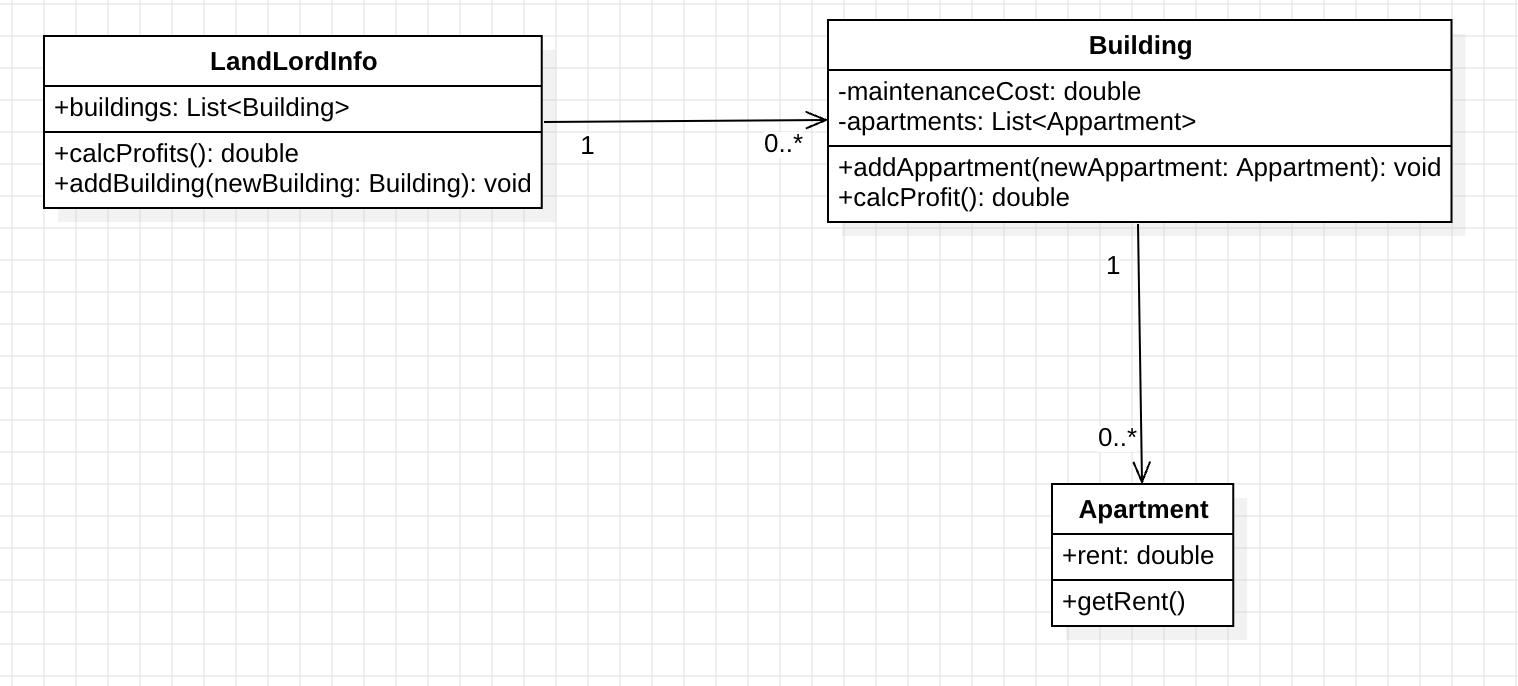 LandLordInfo
+buildings: List<Building>
+calcProfits(): double
+addBuilding(newBuilding: Building): void
1
0..*
Building
-maintenanceCost: double
-apartments: List<Appartment>
+addAppartment(newAppartment: Appartment): void
+calcProfit(): double
1
0..*
Apartment
+rent: double
+getRent()